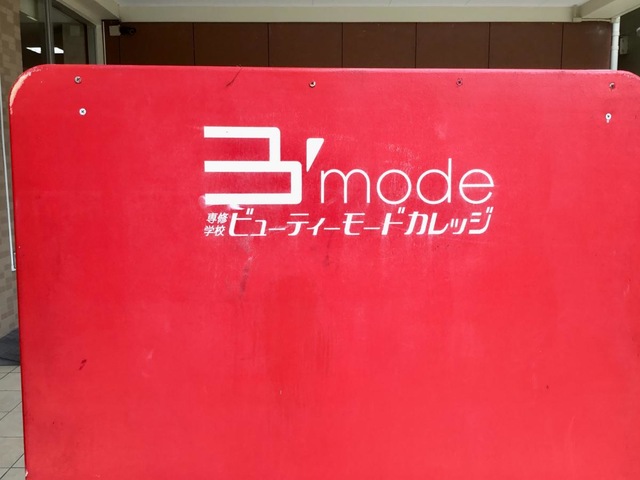 B'mode
専修
学校
ビューティーモードカレッジ